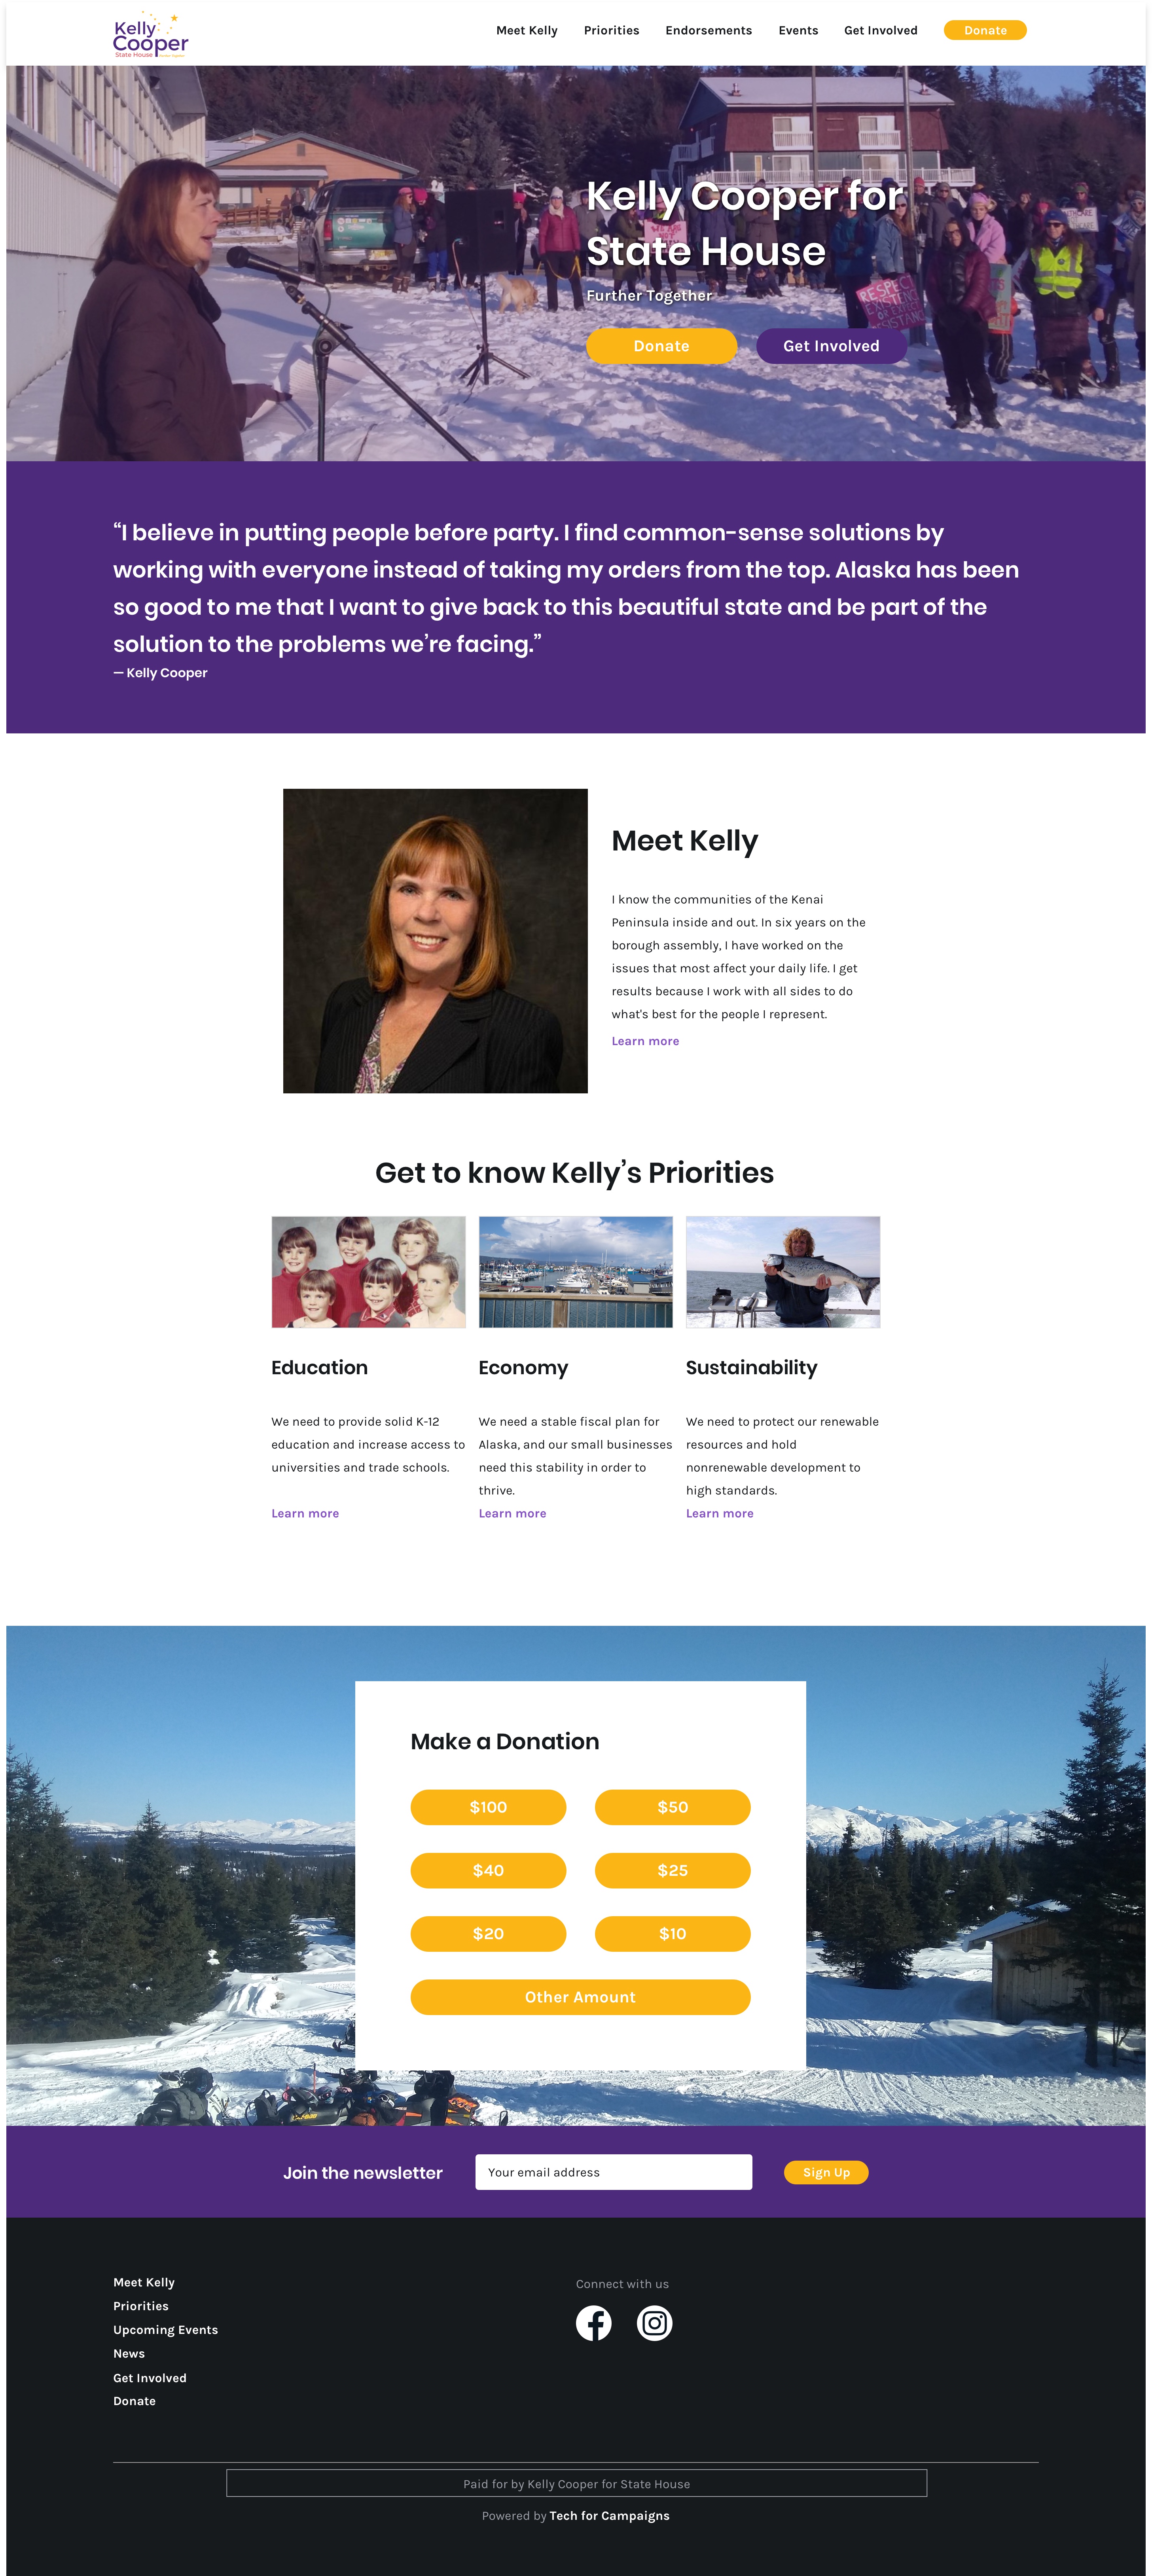 Kelly
Cooper
State House
Meet Kelly
Priorities
Endorsements
Events
Get Involved
Donate
Kelly Cooper for
State House
Further Together
Donate
Get Involved
RESPECT
“I believe in putting people before party. I find common-sense solutions by
working with everyone instead of taking my orders from the top. Alaska has been
so good to me that I want to give back to this beautiful state and be part of the
solution to the problems we’re facing.”
— Kelly Cooper
Meet Kelly
I know the communities of the Kenai
Peninsula inside and out. In six years on the
borough assembly, I have worked on the
issues that most affect your daily life. I get
results because I work with all sides to do
what's best for the people I represent.
Learn more
Get to know Kelly’s Priorities
Education
We need to provide solid K-12
education and increase access to
universities and trade schools.
Learn more
Economy
We need a stable fiscal plan for
Alaska, and our small businesses
need this stability in order to
thrive.
Learn more
Sustainability
We need to protect our renewable
resources and hold
nonrenewable development to
high standards.
Learn more
Make a Donation
$100
$50
$40
$25
$20
$10
Other Amount
Join the newsletter
Your email address
Sign Up
Meet Kelly
Priorities
Upcoming Events
News
Get Involved
Donate
Connect with us
Paid for by Kelly Cooper for State House
Powered by Tech for Campaigns